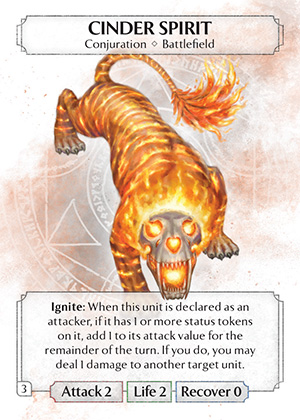 CINDER SPIRIT
Conjuration ◇ Battlefield
Ignite: When this unit is declared as an
attacker, if it has 1 or more status tokens
on it, add 1 to its attack value for the
remainder of the turn. If you do, you may
deal 1 damage to another target unit.
3
Attack 2
Life 2
Recover 0